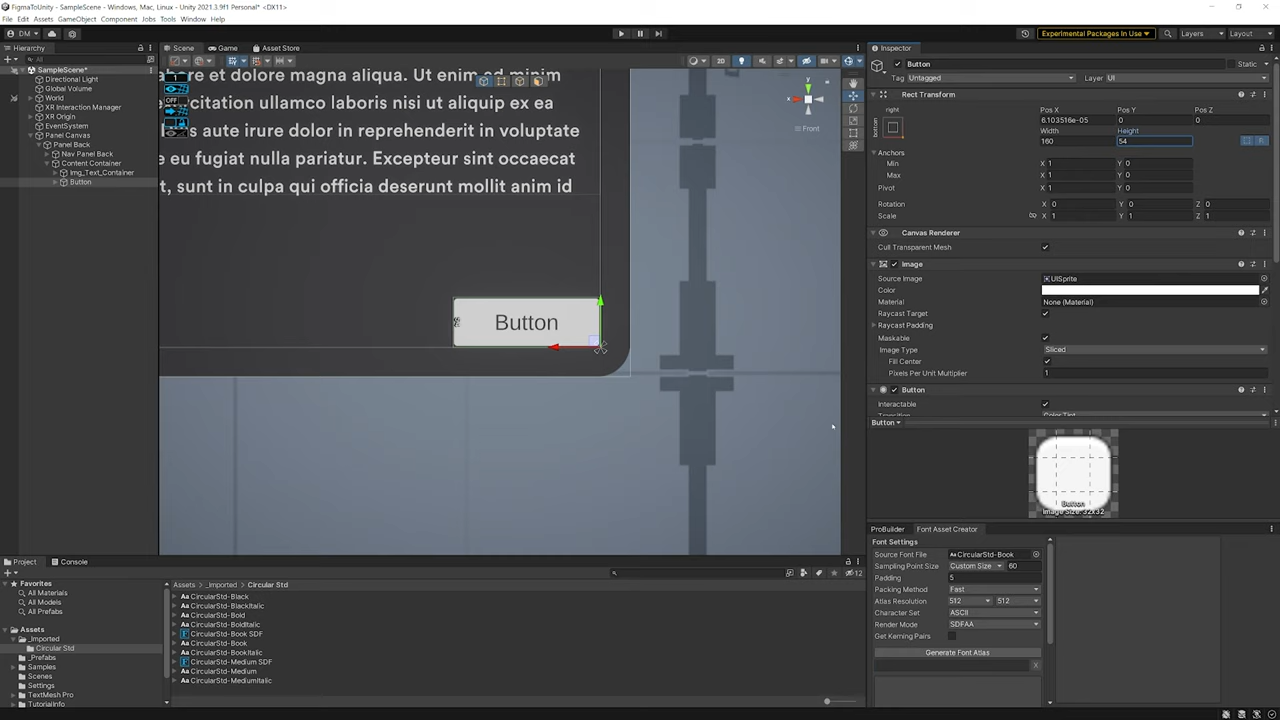 FigmaToUnity - SampleScene - Windows, Mac, Linux - Unity 2021.3.9f1 Personal* <DX11>
File Edit Assets GameObject Component Jobs Tools Window Help
DM
Experimental Packages In Use
Layers
Layout
Hierarchy
All
SampleScene*
Directional Light
Global Volume
World
XR Interaction Manager
XR Origin
EventSystem
Panel Canvas
Panel Back
Nav Panel Back
Content Container
Img_Text_Container
Button
Scene
Game
Asset Store
2D
1
OFF
ore et dolore magna aliqua. Ut enim ad minim
citation ullamco laboris nisi ut aliquip ex ea
s aute irure dolor in reprehenderit in voluptate
e eu fugiat nulla pariatur. Excepteur sint occaecat
t, sunt in culpa qui officia deserunt mollit anim id
Button
y
x
Front
Inspector
Button
Static
Tag Untagged
Layer UI
Rect Transform
right
bottom
Pos X Pos Y Pos Z
6.103516e-05 0 0
Width Height
160 54
R
Anchors
Min X 1 Y 0
Max X 1 Y 0
Pivot X 1 Y 0
Rotation X 0 Y 0 Z 0
Scale X 1 Y 1 Z 1
Canvas Renderer
Cull Transparent Mesh
Image
Source Image UISprite
Color
Material None (Material)
Raycast Target
Raycast Padding
Maskable
Image Type Sliced
Fill Center
Pixels Per Unit Multiplier 1
Button
Interactable
Transition Color Tint
Button
Button
Image Size: 32x32
ProBuilder
Font Asset Creator
Font Settings
Source Font File CircularStd-Book
Sampling Point Size Custom Size 60
Padding 5
Packing Method Fast
Atlas Resolution 512 512
Character Set ASCII
Render Mode SDFAA
Get Kerning Pairs
Generate Font Atlas
X
Project
Console
12
Favorites
All Materials
All Models
All Prefabs
Assets
_Imported
Circular Std
_Prefabs
Samples
Scenes
Settings
TextMesh Pro
TutorialInfo
Assets > _Imported > Circular Std
CircularStd-Black
CircularStd-BlackItalic
CircularStd-Bold
CircularStd-BoldItalic
CircularStd-Book SDF
CircularStd-Book
CircularStd-BookItalic
CircularStd-Medium SDF
CircularStd-Medium
CircularStd-MediumItalic